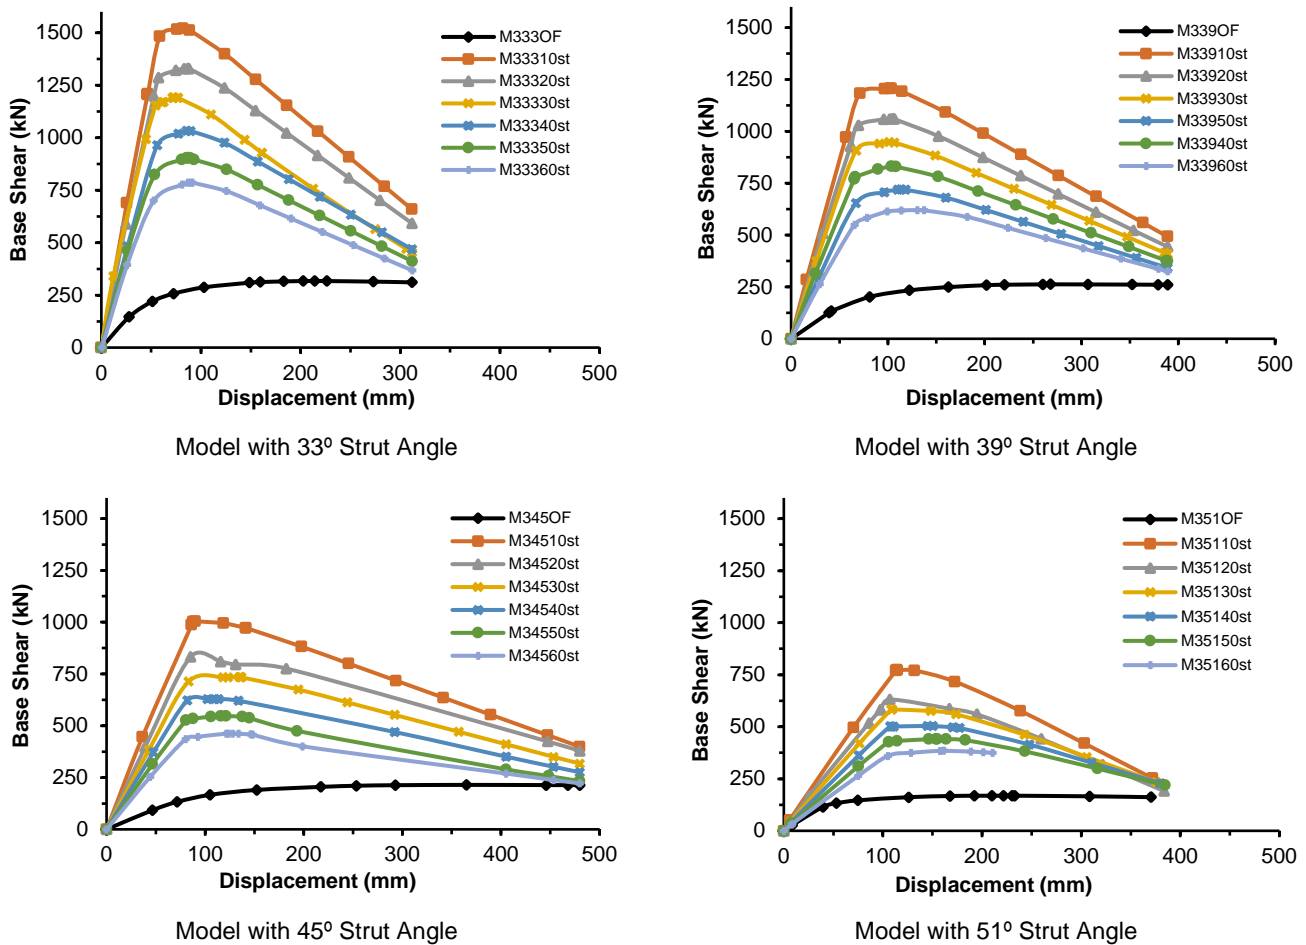 1500
1250
1000
750
500
250
0
Base Shear (kN)
0 100 200 300 400 500
Displacement (mm)
M333OF
M33310st
M33320st
M33330st
M33340st
M33350st
M33360st
Model with 33º Strut Angle
1500
1250
1000
750
500
250
0
Base Shear (kN)
0 100 200 300 400 500
Displacement (mm)
M339OF
M33910st
M33920st
M33930st
M33950st
M33940st
M33960st
Model with 39º Strut Angle
1500
1250
1000
750
500
250
0
Base Shear (kN)
0 100 200 300 400 500
Displacement (mm)
M345OF
M34510st
M34520st
M34530st
M34540st
M34550st
M34560st
Model with 45º Strut Angle
1500
1250
1000
750
500
250
0
Base Shear (kN)
0 100 200 300 400 500
Displacement (mm)
M351OF
M35110st
M35120st
M35130st
M35140st
M35150st
M35160st
Model with 51º Strut Angle